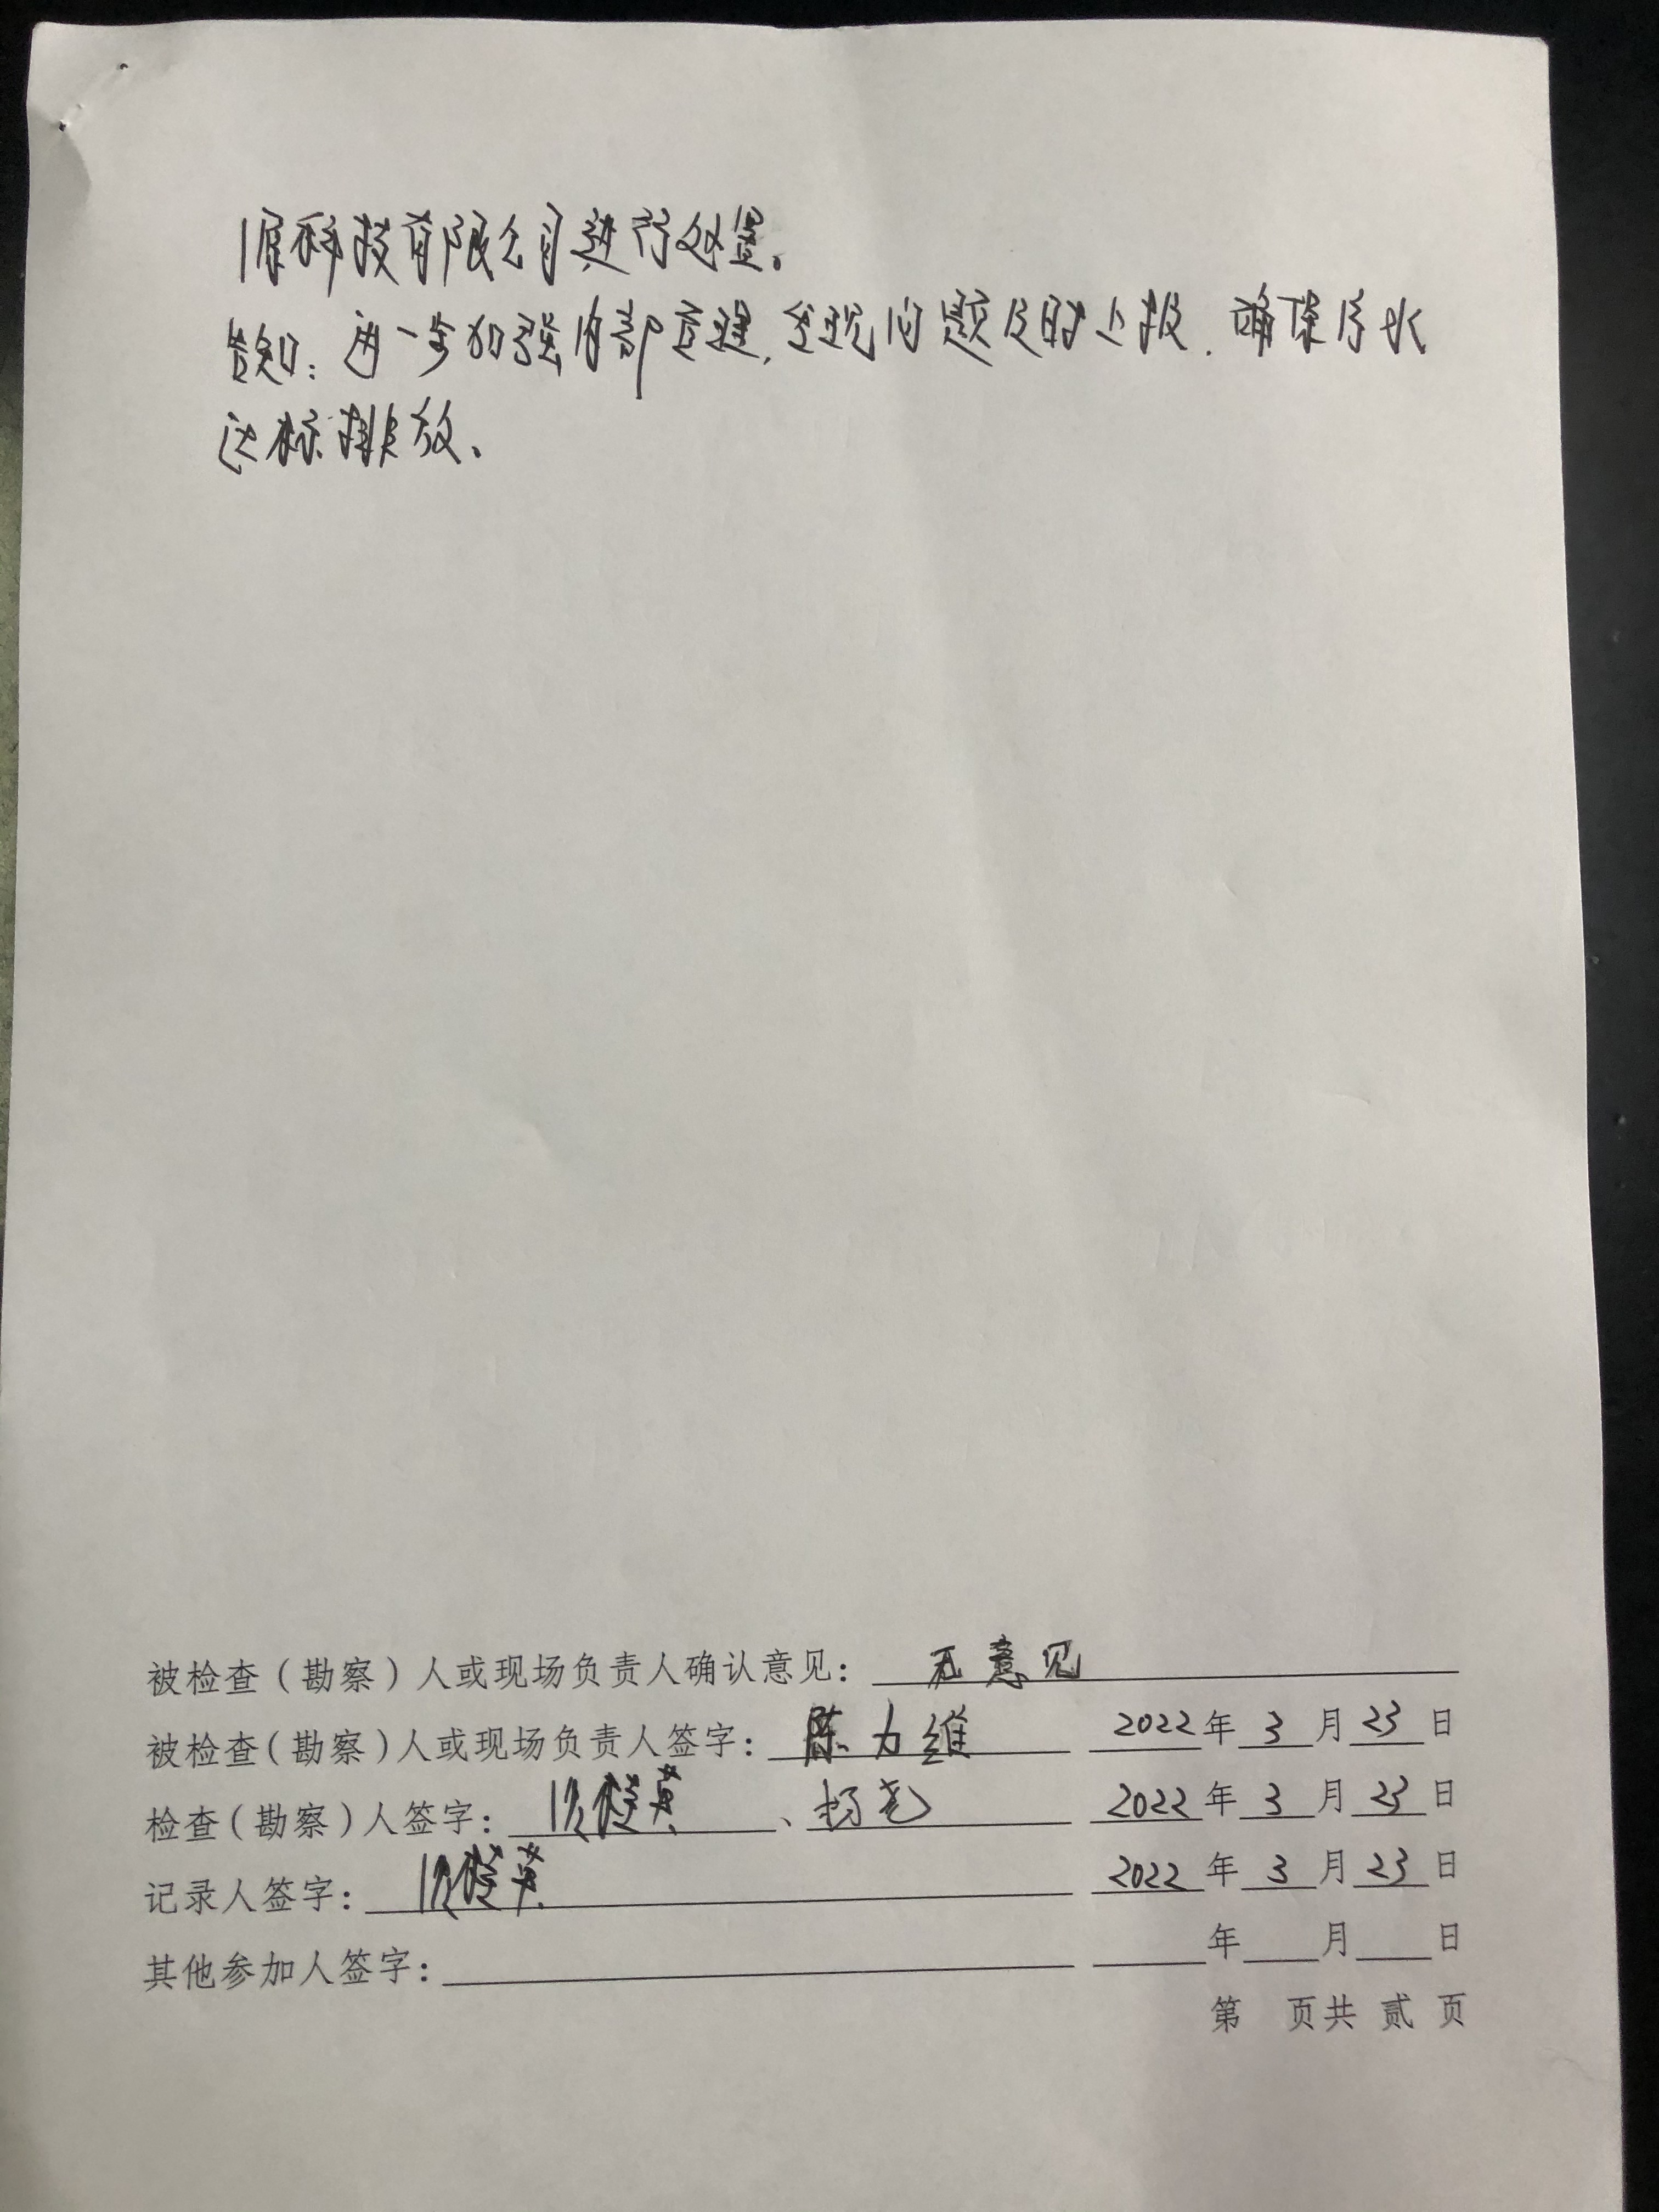 源科技有限公司进行处置。
告知：进一步加强内部管理，发现问题及时上报，确保污水
达标排放、
被检查（勘察）人或现场负责人确认意见：无意见
被检查（勘察）人或现场负责人签字：陈力维 2022年3月23日
检查（勘察）人签字：、杨尧 2022年3月23日
记录人签字： 2022年3月23日
其他参加人签字： 年 月 日
第 页共 贰 页